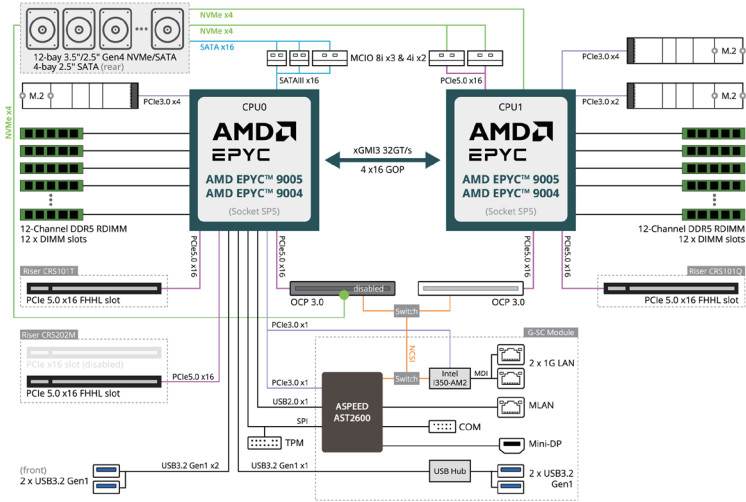 NVMe x4
NVMe x4
SATA x16
12-bay 3.5"/2.5" Gen4 NVMe/SATA
4-bay 2.5" SATA (rear)
MCIO 8i x3 & 4i x2
SATAIII x16
PCIe5.0 x16
PCIe3.0 x4
M.2
M.2
PCIe3.0 x4
PCIe3.0 x2
M.2
NVMe x4
CPU0
AMD
EPYC
AMD EPYC™ 9005
AMD EPYC™ 9004
(Socket SP5)
xGMI3 32GT/s
4 x16 GOP
CPU1
AMD
EPYC
AMD EPYC™ 9005
AMD EPYC™ 9004
(Socket SP5)
12-Channel DDR5 RDIMM
12 x DIMM slots
12-Channel DDR5 RDIMM
12 x DIMM slots
PCIe5.0 x16
PCIe5.0 x16
PCIe5.0 x16
PCIe5.0 x16
Riser CRS101T
PCIe 5.0 x16 FHHL slot
disabled
OCP 3.0
OCP 3.0
Riser CRS101Q
PCIe 5.0 x16 FHHL slot
Switch
Riser CRS202M
PCIe x16 slot (disabled)
PCIe 5.0 x16 FHHL slot
PCIe5.0 x16
PCIe3.0 x1
G-SC Module
NCSI
Switch
Intel
I350-AM2
MDI
2 x 1G LAN
PCIe3.0 x1
USB2.0 x1
SPI
ASPEED
AST2600
MLAN
COM
TPM
Mini-DP
(front)
2 x USB3.2 Gen1
USB3.2 Gen1 x2
USB3.2 Gen1 x1
USB Hub
2 x USB3.2
Gen1